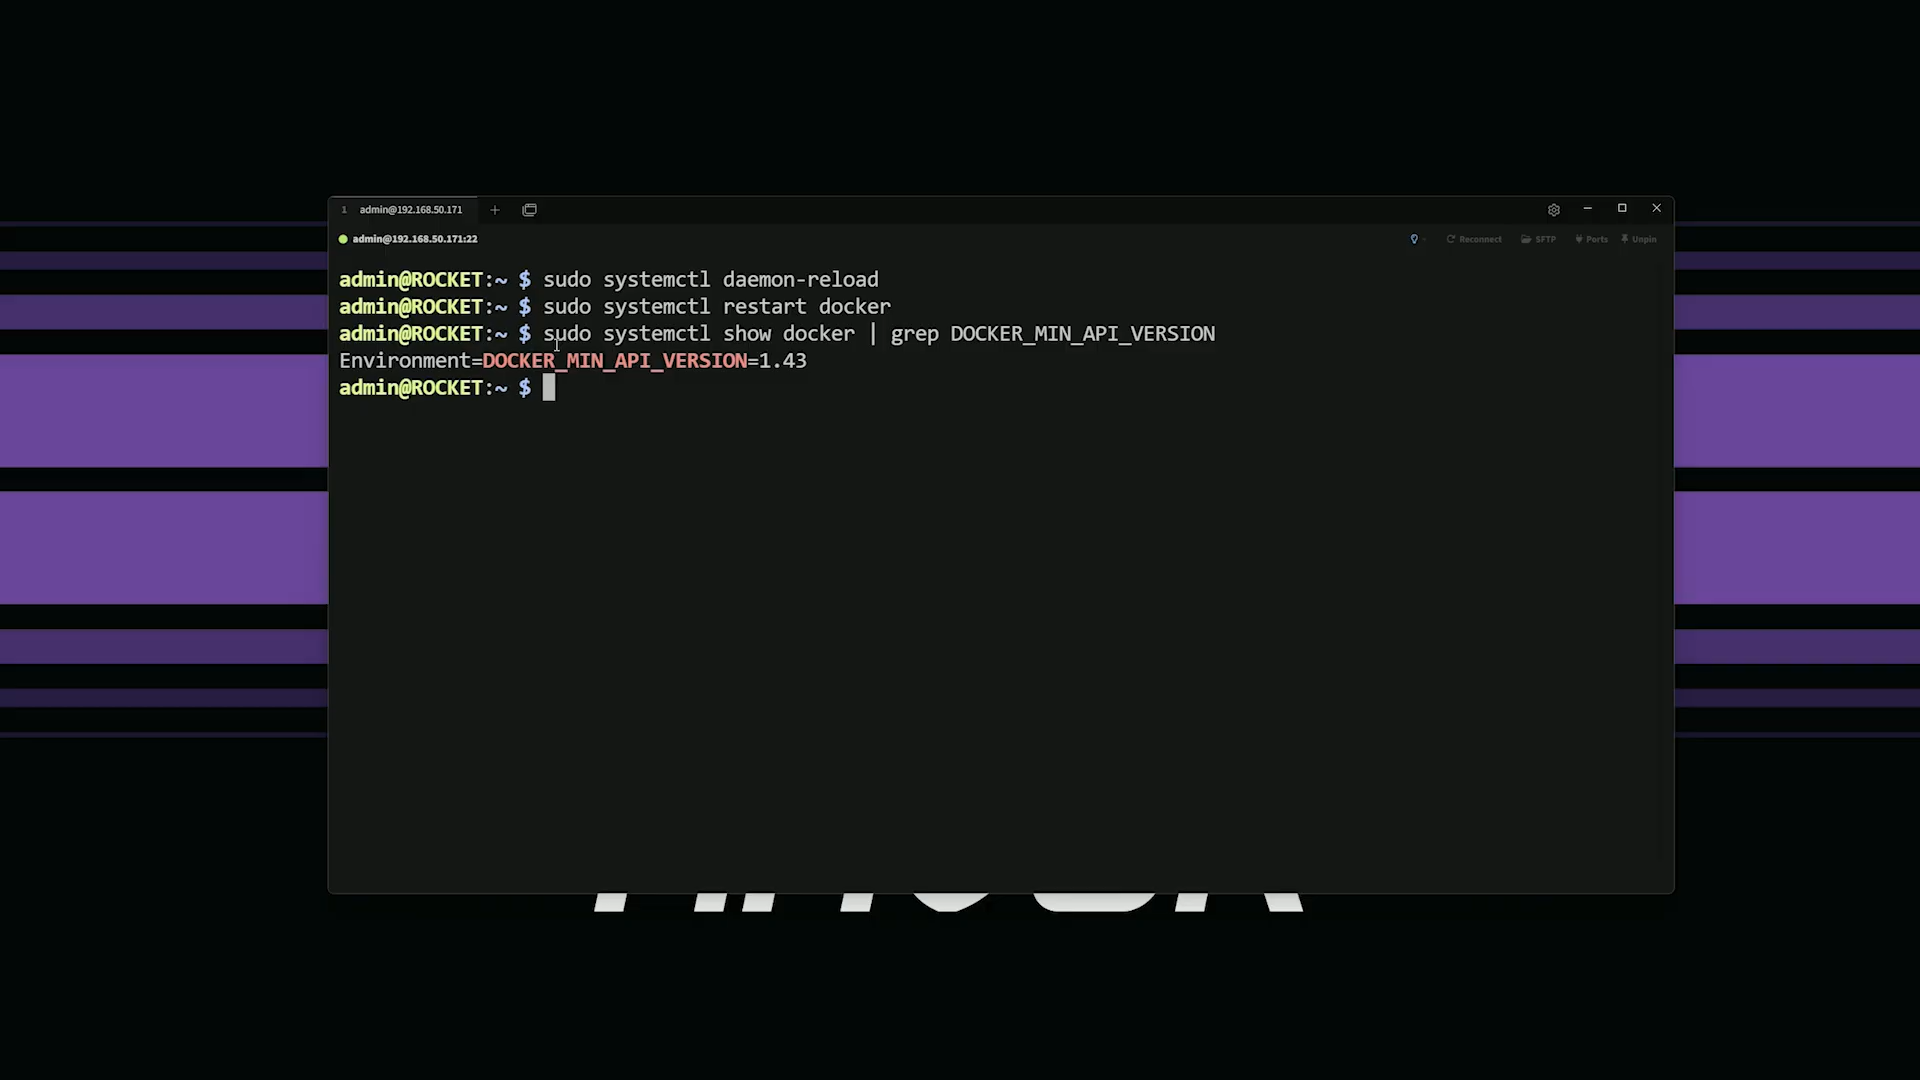 1 admin@192.168.50.171
admin@192.168.50.171:22
Reconnect SFTP Ports Unpin
admin@ROCKET:~ $ sudo systemctl daemon-reload
admin@ROCKET:~ $ sudo systemctl restart docker
admin@ROCKET:~ $ sudo systemctl show docker | grep DOCKER_MIN_API_VERSION
Environment=DOCKER_MIN_API_VERSION=1.43
admin@ROCKET:~ $